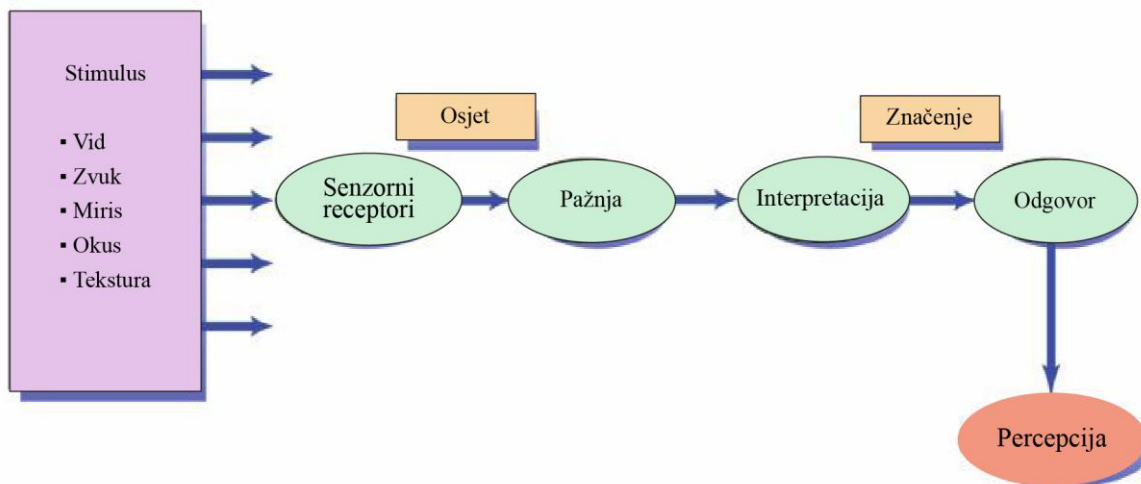 Stimulus
▪ Vid
▪ Zvuk
▪ Miris
▪ Okus
▪ Tekstura
Osjet
Značenje
Senzorni
receptori
Pažnja
Interpretacija
Odgovor
Percepcija